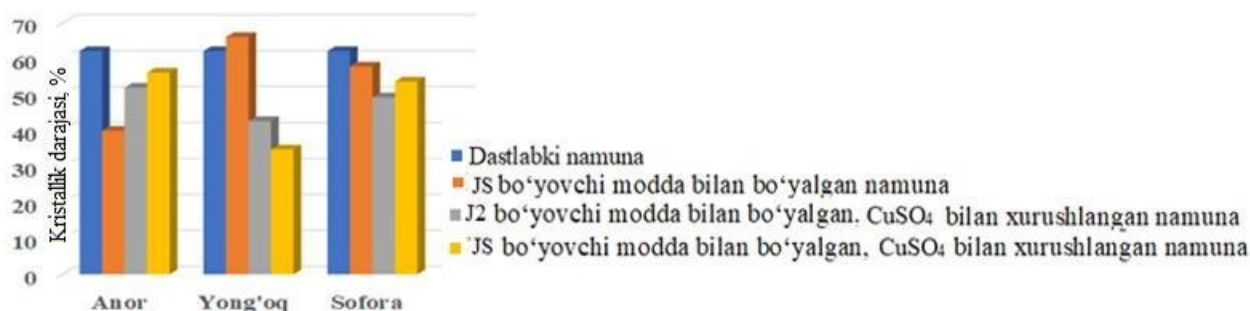 70
60
50
40
30
20
10
0
Kristallik darajasi, %
Anor Yong'oq Sofora
Dastlabki namuna
JS bo‘yovchi modda bilan bo‘yalgan namuna
J2 bo‘yovchi modda bilan bo‘yalgan, CuSO₄ bilan xurushlangan namuna
JS bo‘yovchi modda bilan bo‘yalgan, CuSO₄ bilan xurushlangan namuna